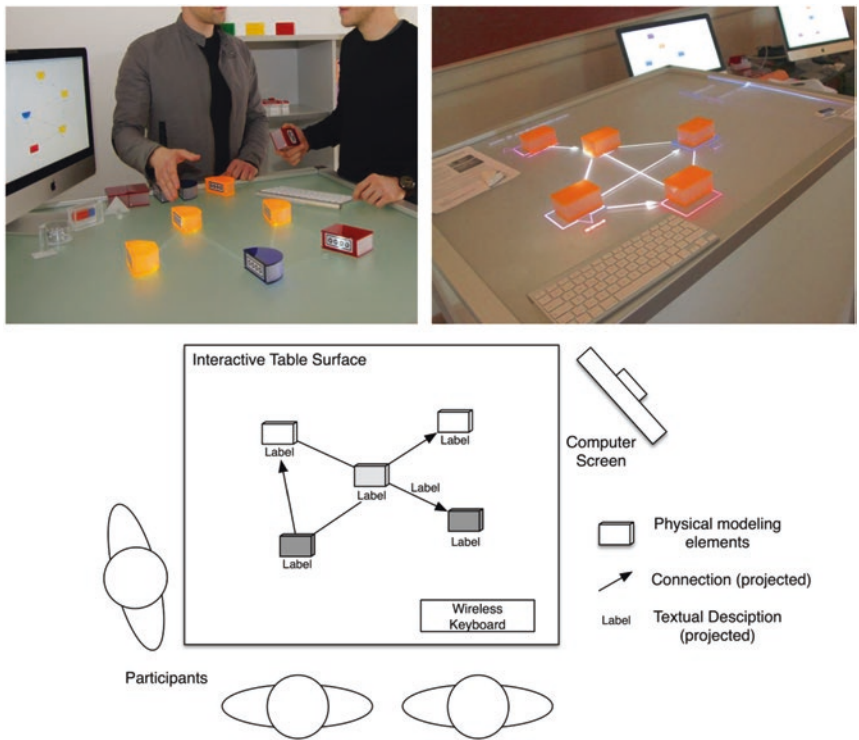 Interactive Table Surface
Label
Label
Label
Label
Label
Label
Wireless
Keyboard
Computer
Screen
Physical modeling
elements
Connection (projected)
Label
Textual Desciption
(projected)
Participants